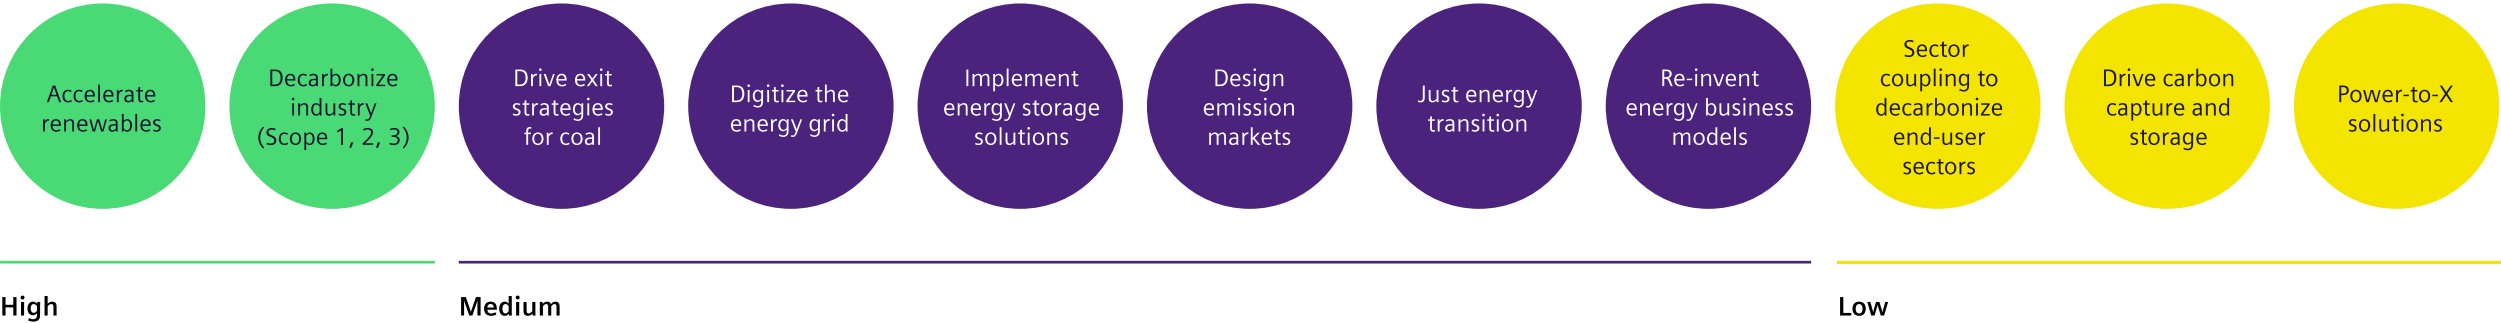 Accelerate
renewables
Decarbonize
industry
(Scope 1, 2, 3)
Drive exit
strategies
for coal
Digitize the
energy grid
Implement
energy storage
solutions
Design
emission
markets
Just energy
transition
Re-invent
energy business
models
Sector
coupling to
decarbonize
end-user
sectors
Drive carbon
capture and
storage
Power-to-x
solutions
High
Medium
Low